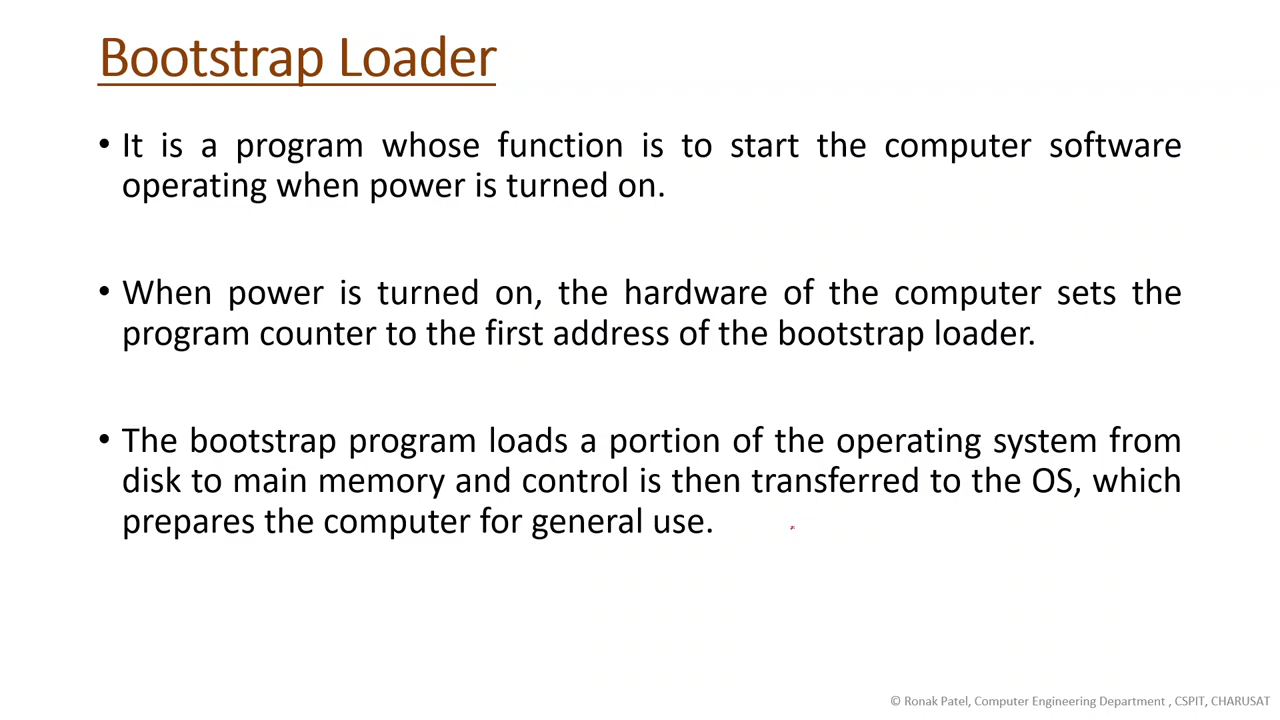 Bootstrap Loader
• It is a program whose function is to start the computer software
operating when power is turned on.
• When power is turned on, the hardware of the computer sets the
program counter to the first address of the bootstrap loader.
• The bootstrap program loads a portion of the operating system from
disk to main memory and control is then transferred to the OS, which
prepares the computer for general use.
© Ronak Patel, Computer Engineering Department , CSPIT, CHARUSAT